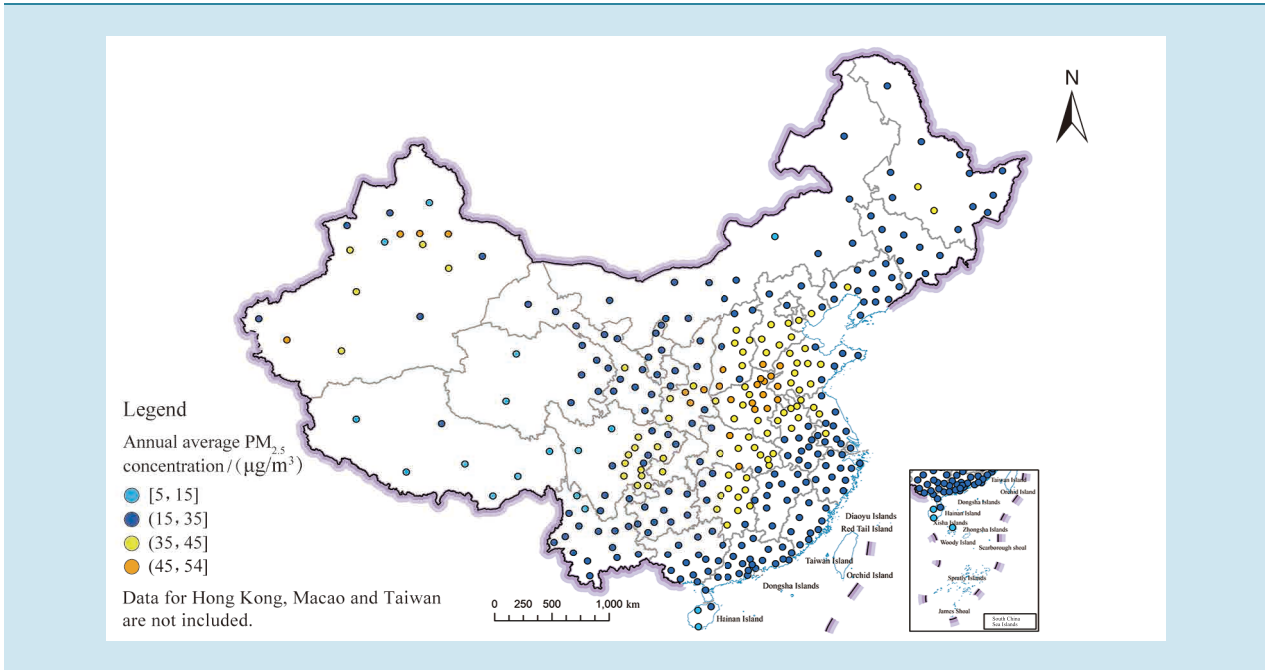 N
Legend
Annual average PM2.5
concentration / (μg/m³)
[5, 15]
(15, 35]
(35, 45]
(45, 54]
Data for Hong Kong, Macao and Taiwan
are not included.
0 250 500 1,000 km
Diaoyu Islands
Red Tail Island
Taiwan Island
Orchid Island
Dongsha Islands
Hainan Island
Taiwan Island
Orchid Island
Dongsha Islands
Hainan Island
Xisha Islands
Zhongsha Islands
Woody Island
Scarborough shoal
Spratly Islands
James Shoal
South China
Sea Islands